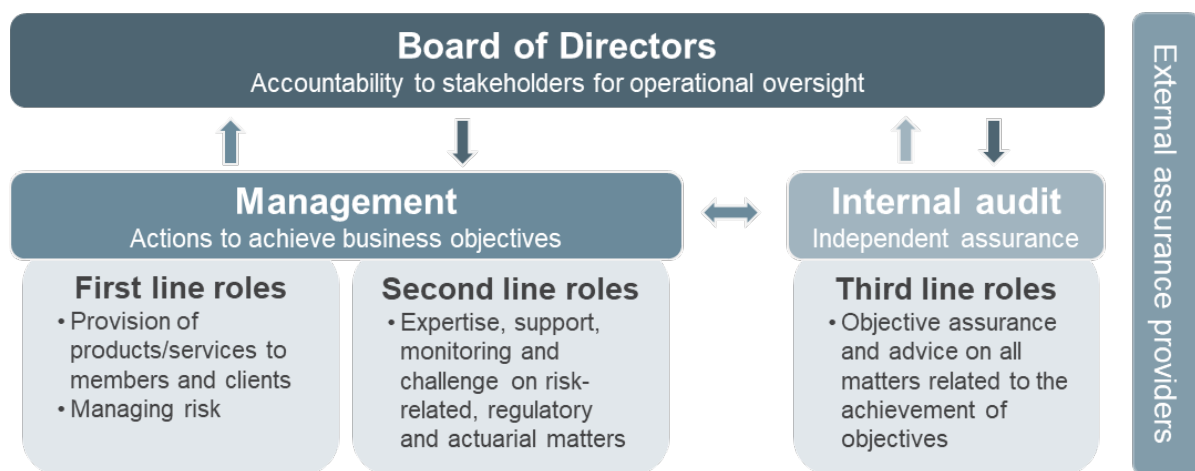 Board of Directors
Accountability to stakeholders for operational oversight
Management
Actions to achieve business objectives
Internal audit
Independent assurance
First line roles
• Provision of
products/services to
members and clients
• Managing risk
Second line roles
• Expertise, support,
monitoring and
challenge on risk-
related, regulatory
and actuarial matters
Third line roles
• Objective assurance
and advice on all
matters related to the
achievement of
objectives
External assurance providers